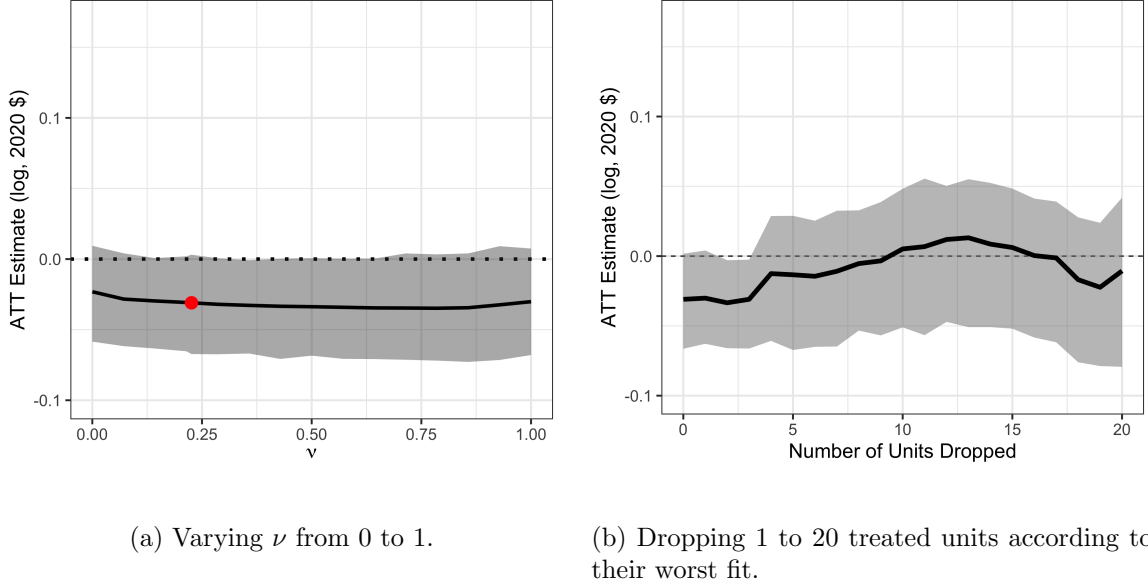 ATT Estimate (log, 2020 $)
0.1
0.0
-0.1
0.00 0.25 0.50 0.75 1.00
ν
(a) Varying ν from 0 to 1.
ATT Estimate (log, 2020 $)
0.1
0.0
-0.1
0 5 10 15 20
Number of Units Dropped
(b) Dropping 1 to 20 treated units according to
their worst fit.